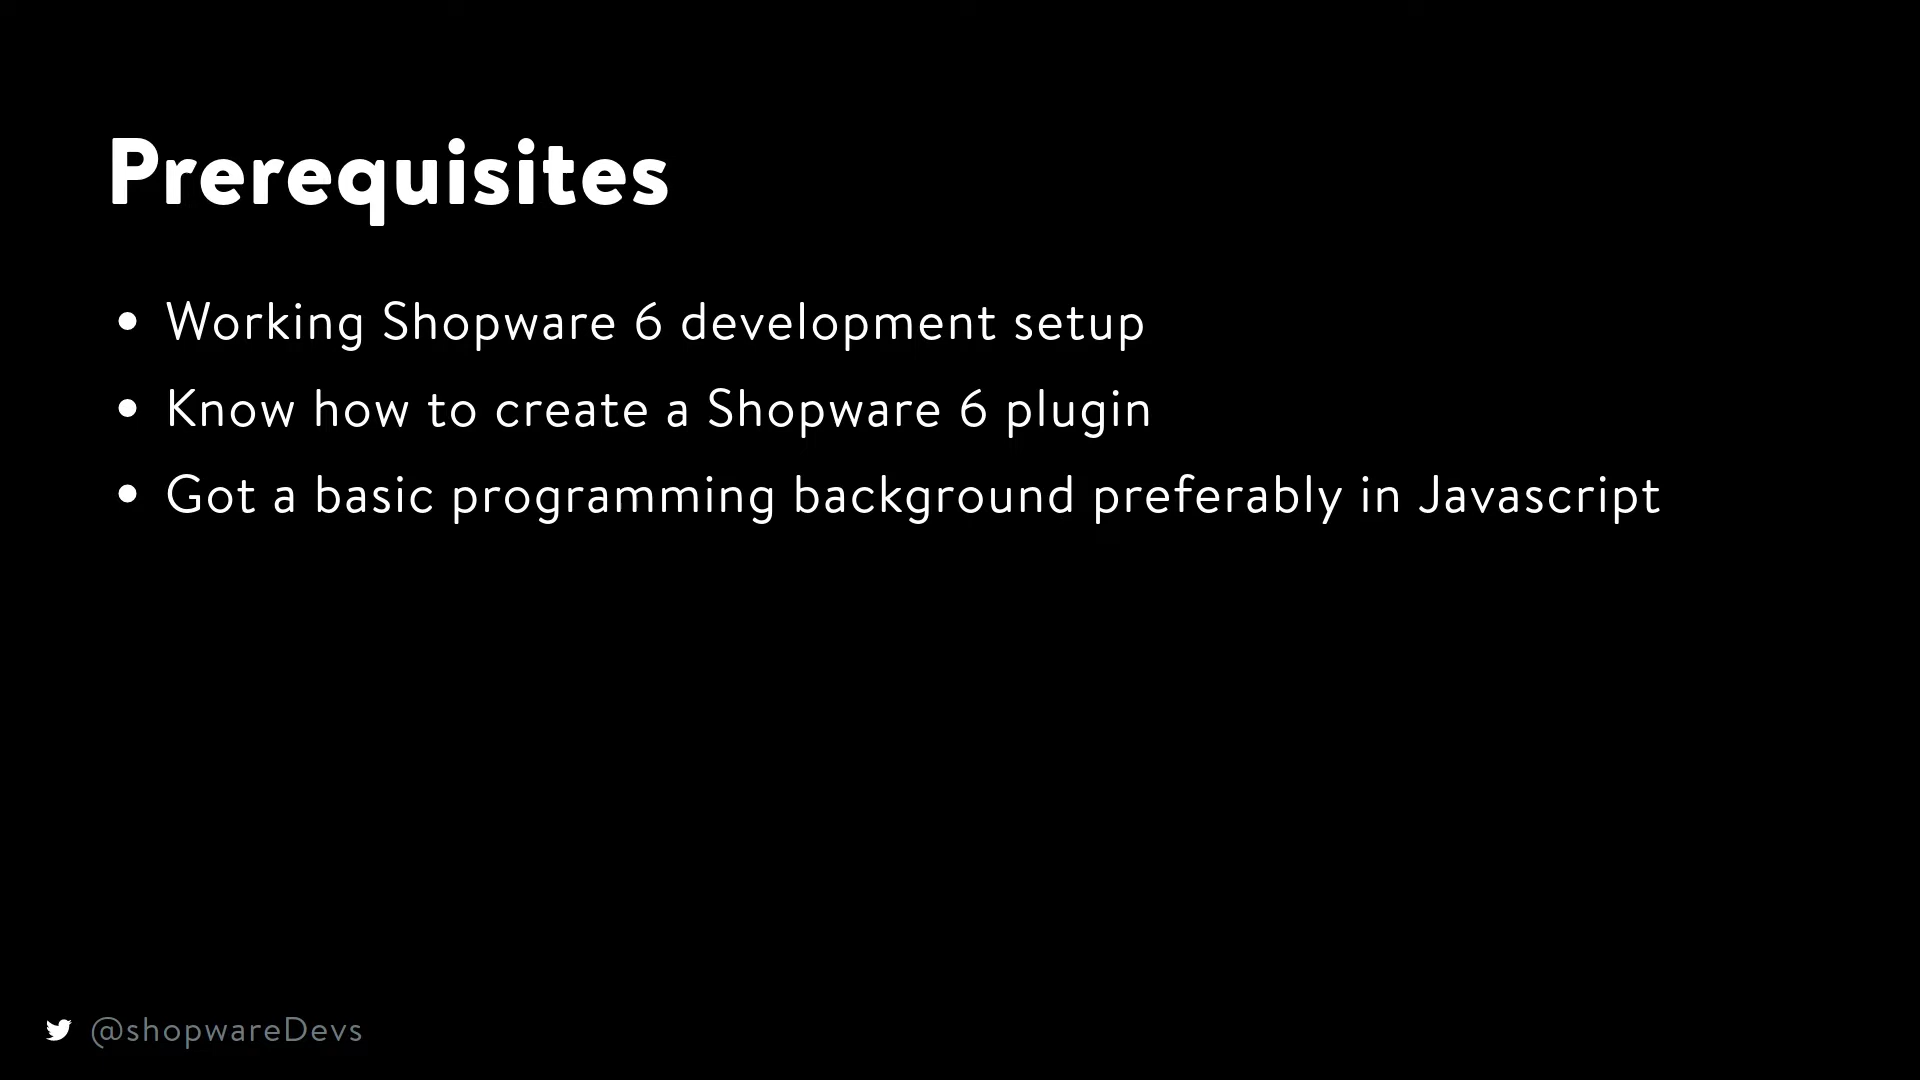 Prerequisites
• Working Shopware 6 development setup
• Know how to create a Shopware 6 plugin
• Got a basic programming background preferably in Javascript
@shopwareDevs